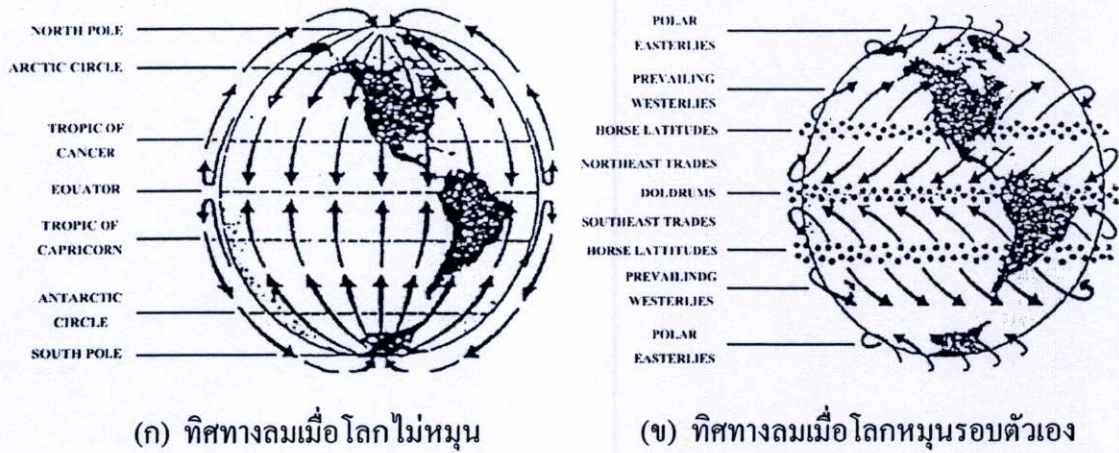 NORTH POLE
ARCTIC CIRCLE
TROPIC OF
CANCER
EQUATOR
TROPIC OF
CAPRICORN
ANTARCTIC
CIRCLE
SOUTH POLE
(ก) ทิศทางลมเมื่อโลกไม่หมุน
POLAR
EASTERLIES
PREVAILING
WESTERLIES
HORSE LATITUDES
NORTHEAST TRADES
DOLDRUMS
SOUTHEAST TRADES
HORSE LATTITUDES
PREVAILINDG
WESTERLIES
POLAR
EASTERLIES
(ข) ทิศทางลมเมื่อโลกหมุนรอบตัวเอง